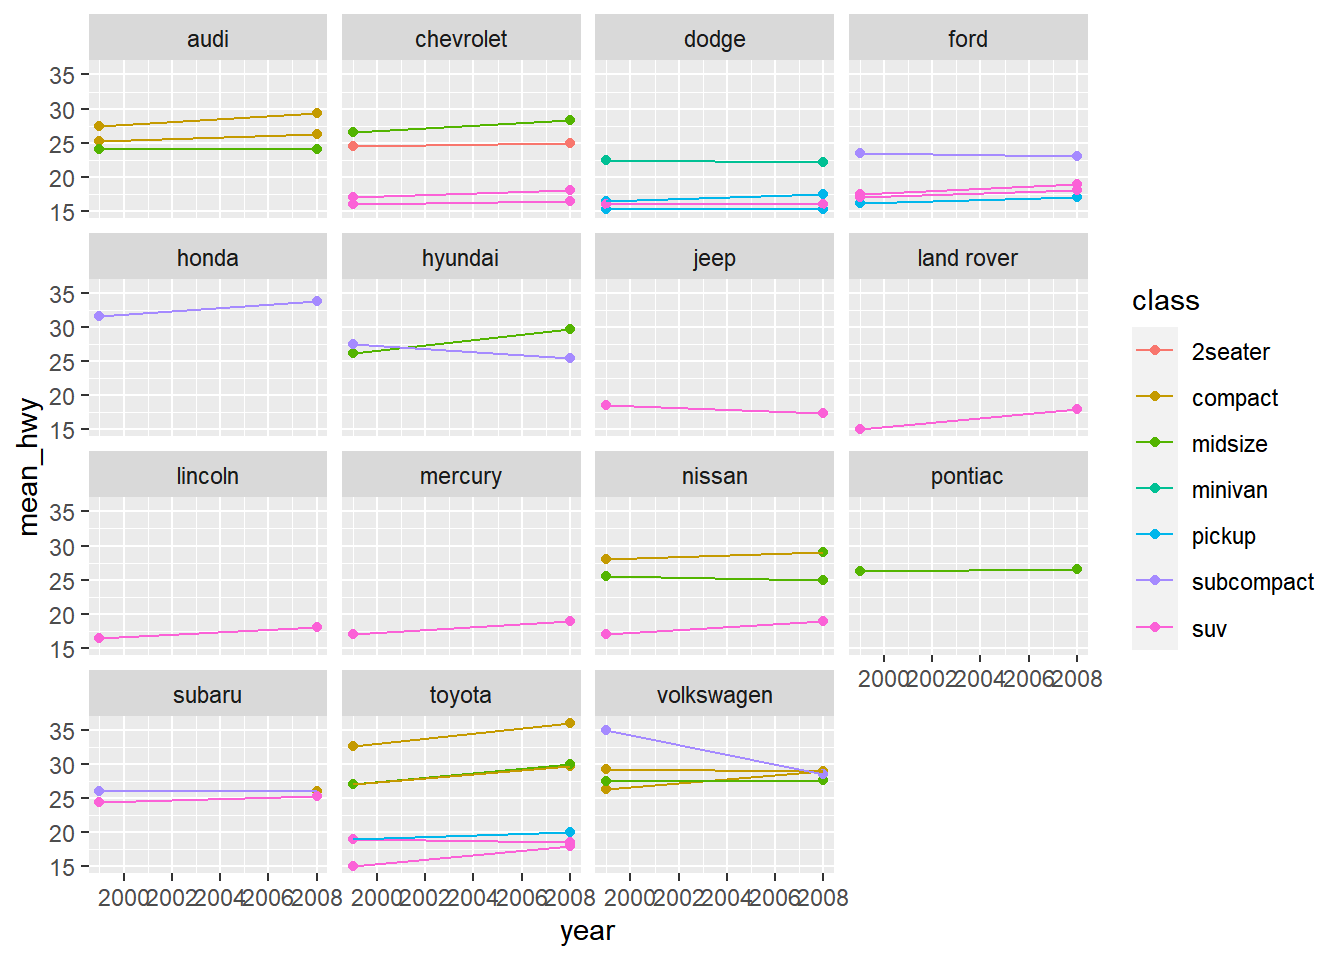 audi chevrolet dodge ford
35
30
25
20
15
honda hyundai jeep land rover
35
30
25
20
15
lincoln mercury nissan pontiac
35
30
25
20
15
2000 2002 2004 2006 2008
subaru toyota volkswagen
35
30
25
20
15
2000 2002 2004 2006 2008 2000 2002 2004 2006 2008 2000 2002 2004 2006 2008
year
mean_hwy
class
2seater
compact
midsize
minivan
pickup
subcompact
suv